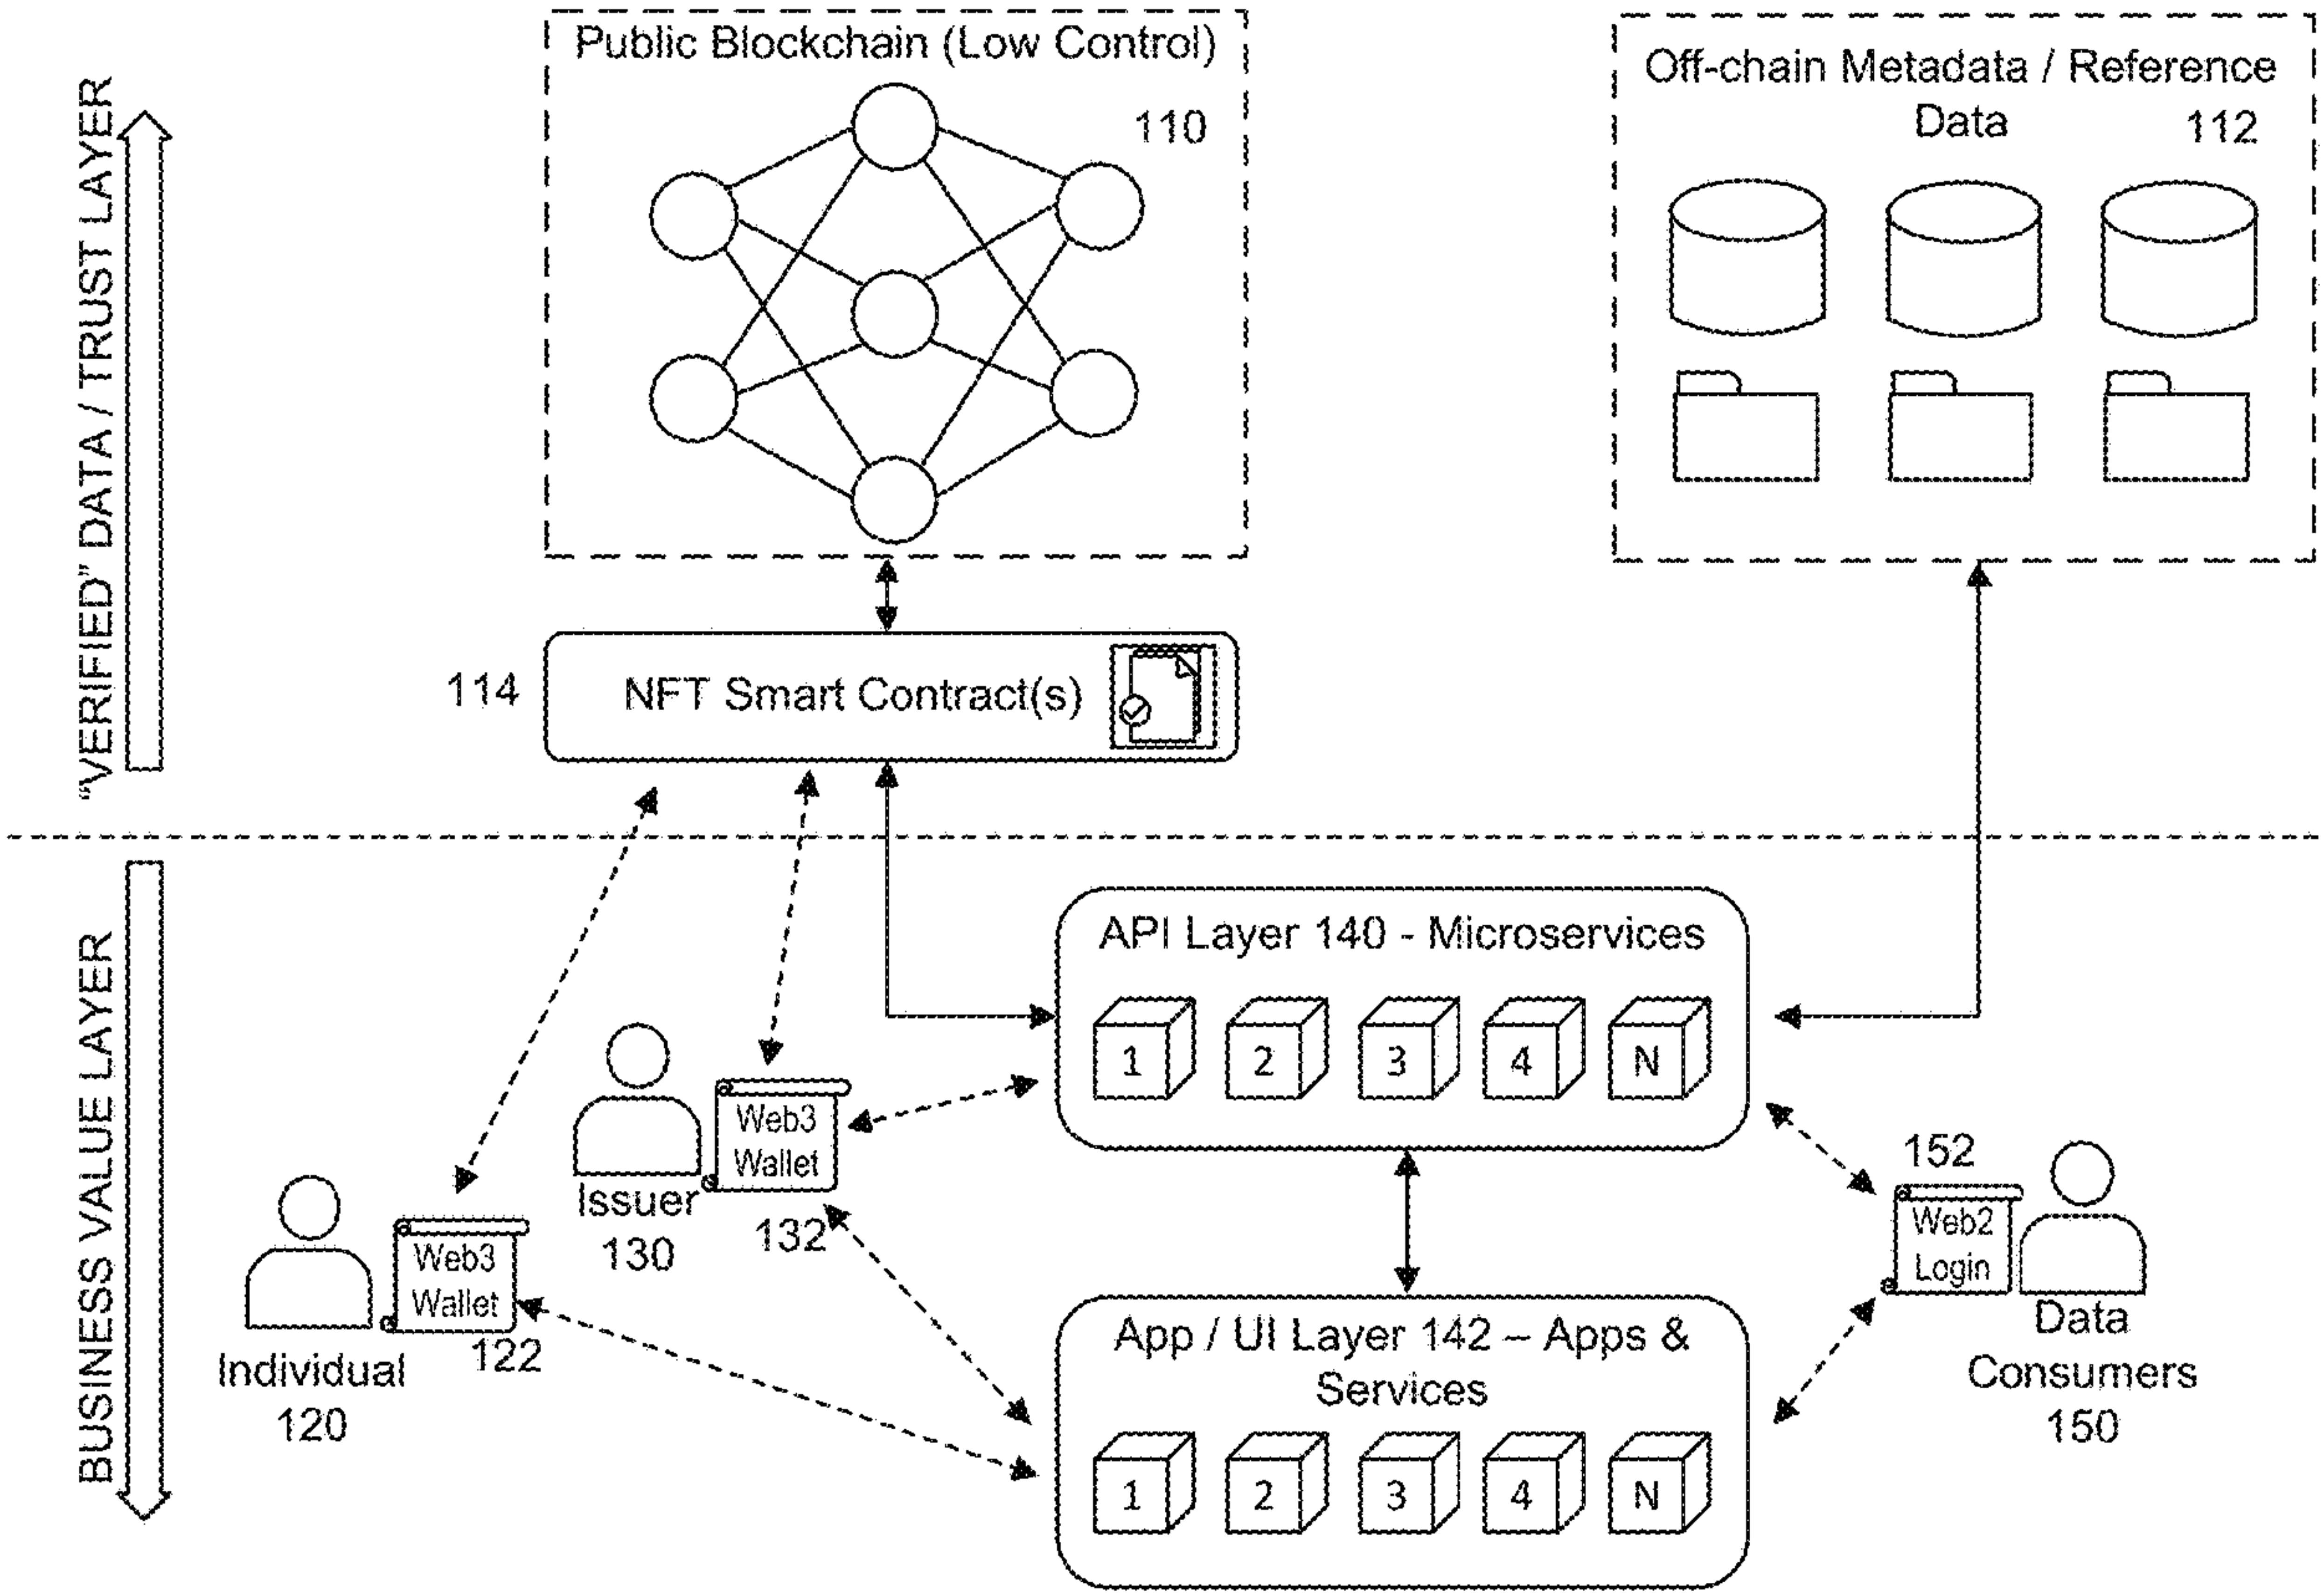 Public Blockchain (Low Control)
110
Off-chain Metadata / Reference
Data
112
"VERIFIED" DATA / TRUST LAYER
114
NFT Smart Contract(s)
BUSINESS VALUE LAYER
API Layer 140 - Microservices
1
2
3
4
N
Web3
Wallet
Issuer
130
132
152
Web2
Login
Data
Consumers
150
Web3
Wallet
122
Individual
120
App / UI Layer 142 – Apps &
Services
1
2
3
4
N